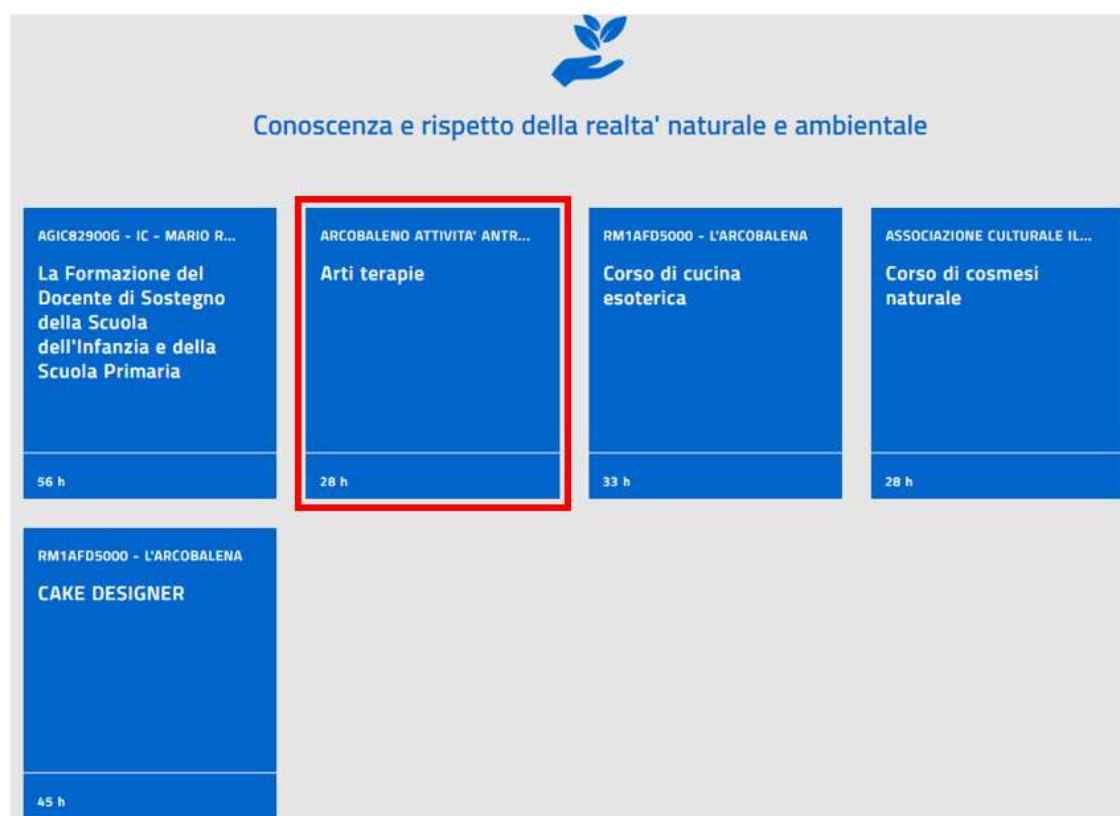 Conoscenza e rispetto della realta' naturale e ambientale
AGIC82900G - IC - MARIO R...
La Formazione del
Docente di Sostegno
della Scuola
dell'Infanzia e della
Scuola Primaria
56 h
ARCOBALENO ATTIVITA' ANTR...
Arti terapie
28 h
RM1AFD5000 - L'ARCOBALENA
Corso di cucina
esoterica
33 h
ASSOCIAZIONE CULTURALE IL...
Corso di cosmesi
naturale
28 h
RM1AFD5000 - L'ARCOBALENA
CAKE DESIGNER
45 h